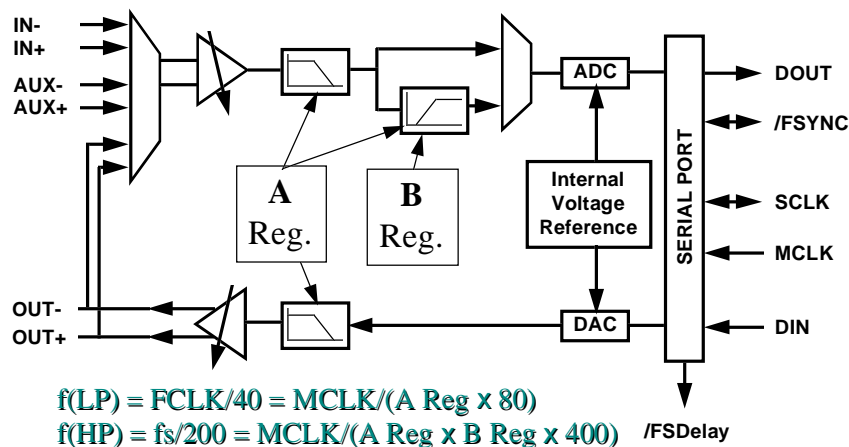 IN-
IN+
AUX-
AUX+
ADC
DOUT
/FSYNC
A
Reg.
B
Reg.
Internal
Voltage
Reference
SERIAL PORT
SCLK
MCLK
OUT-
OUT+
DAC
DIN
f(LP) = FCLK/40 = MCLK/(A Reg x 80)
f(HP) = fs/200 = MCLK/(A Reg x B Reg x 400)
/FSDelay